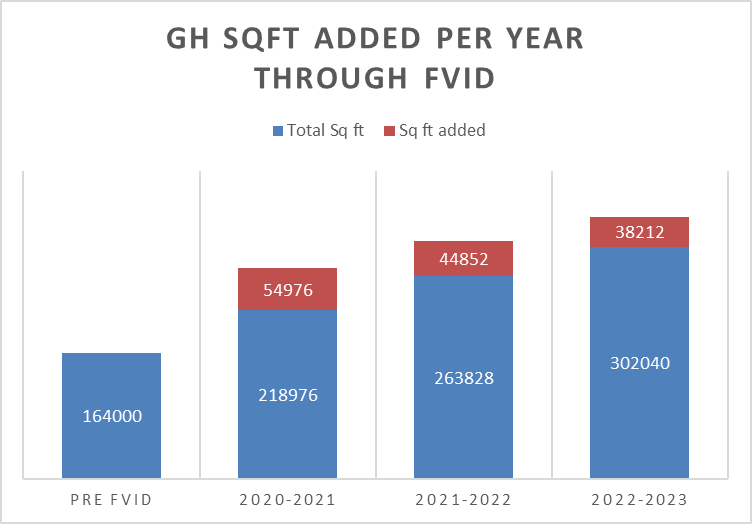 GH SQFT ADDED PER YEAR
THROUGH FVID
Total Sq ft Sq ft added
38212
44852
54976
302040
263828
218976
164000
PRE FVID 2020-2021 2021-2022 2022-2023